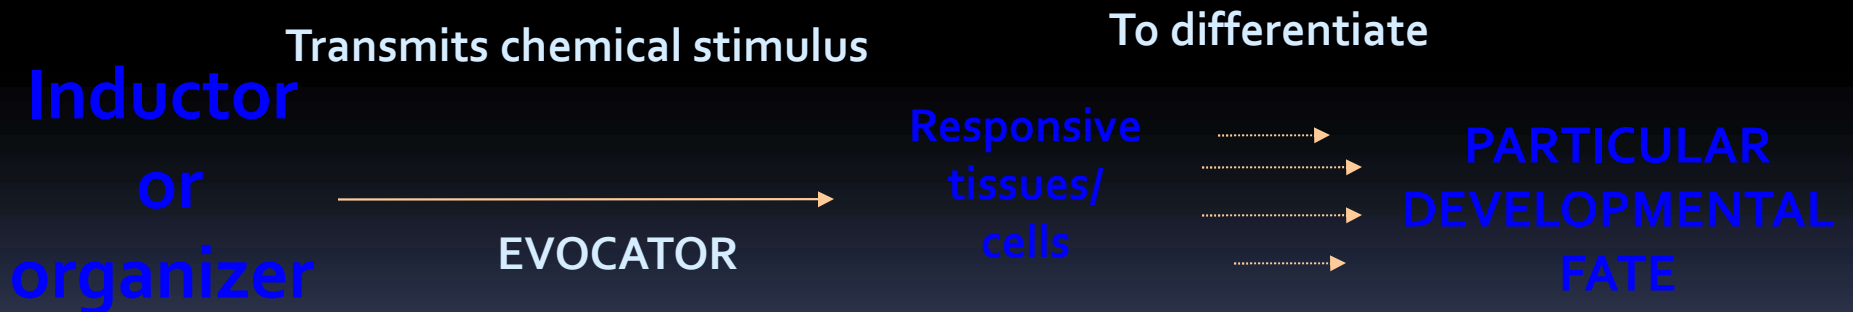 Transmits chemical stimulus
To differentiate
Inductor
or
organizer
EVOCATOR
Responsive
tissues/
cells
PARTICULAR
DEVELOPMENTAL
FATE